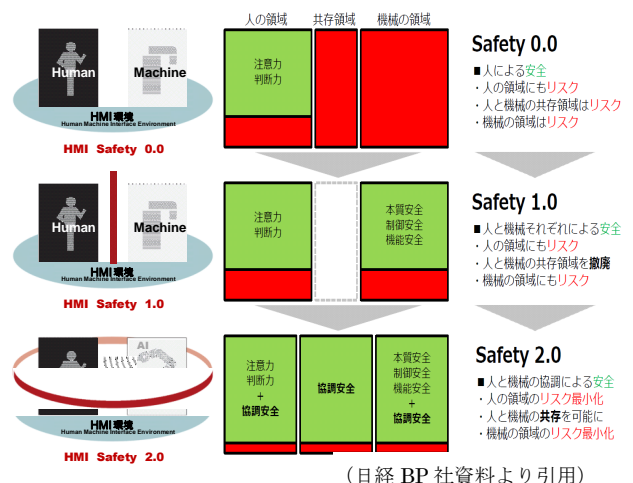 人の領域 共存領域 機械の領域
Human Machine
HMI環境
Human Machine Interface Environment
HMI Safety 0.0
注意力
判断力
Safety 0.0
■人による安全
・人の領域にもリスク
・人と機械の共存領域はリスク
・機械の領域はリスク
Human Machine
HMI環境
Human Machine Interface Environment
HMI Safety 1.0
注意力
判断力
本質安全
制御安全
機能安全
Safety 1.0
■人と機械それぞれによる安全
・人の領域にもリスク
・人と機械の共存領域を撤廃
・機械の領域にもリスク
AI
HMI環境
Human Machine Interface Environment
HMI Safety 2.0
注意力
判断力
+
協調安全
協調安全
本質安全
制御安全
機能安全
+
協調安全
Safety 2.0
■人と機械の協調による安全
・人の領域のリスク最小化
・人と機械の共存を可能に
・機械の領域のリスク最小化
(日経 BP 社資料より引用)